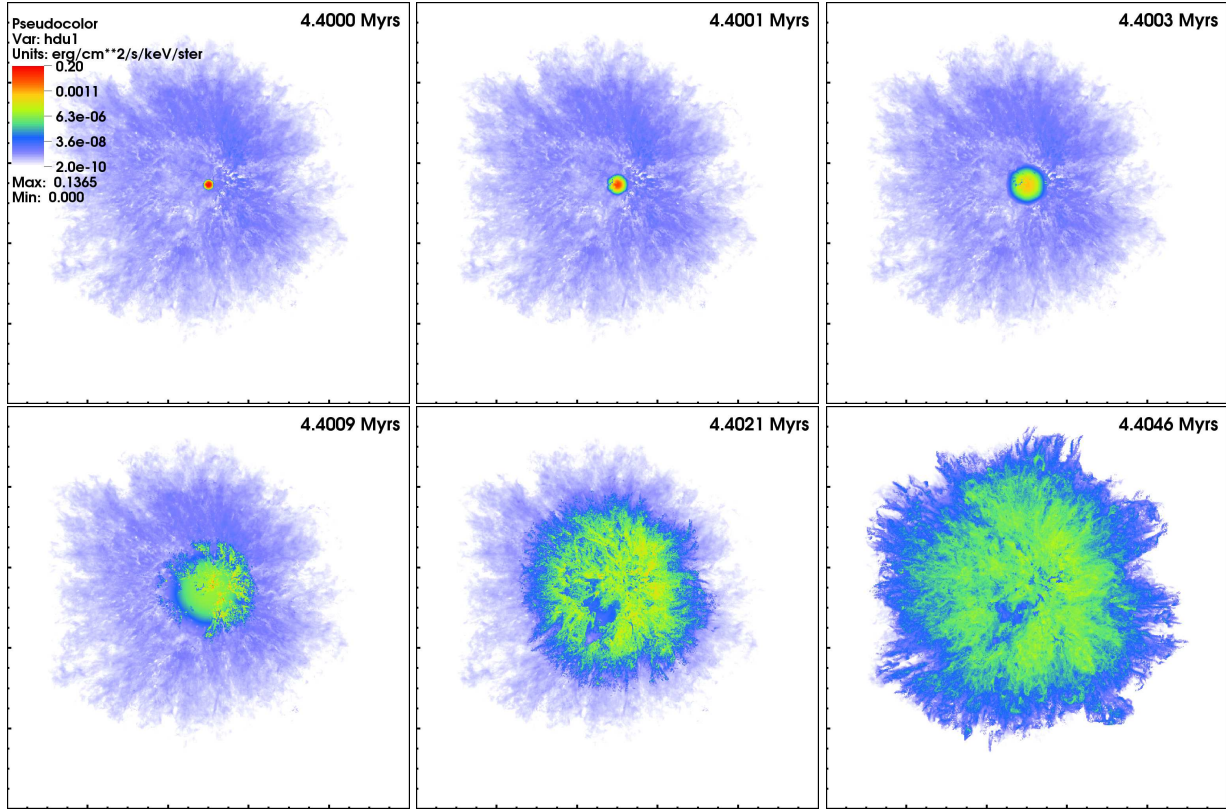 Pseudocolor
Var: hdu1
Units: erg/cm**2/s/keV/ster
0.20
0.0011
6.3e-06
3.6e-08
2.0e-10
Max: 0.1365
Min: 0.000
4.4000 Myrs
4.4001 Myrs
4.4003 Myrs
4.4009 Myrs
4.4021 Myrs
4.4046 Myrs